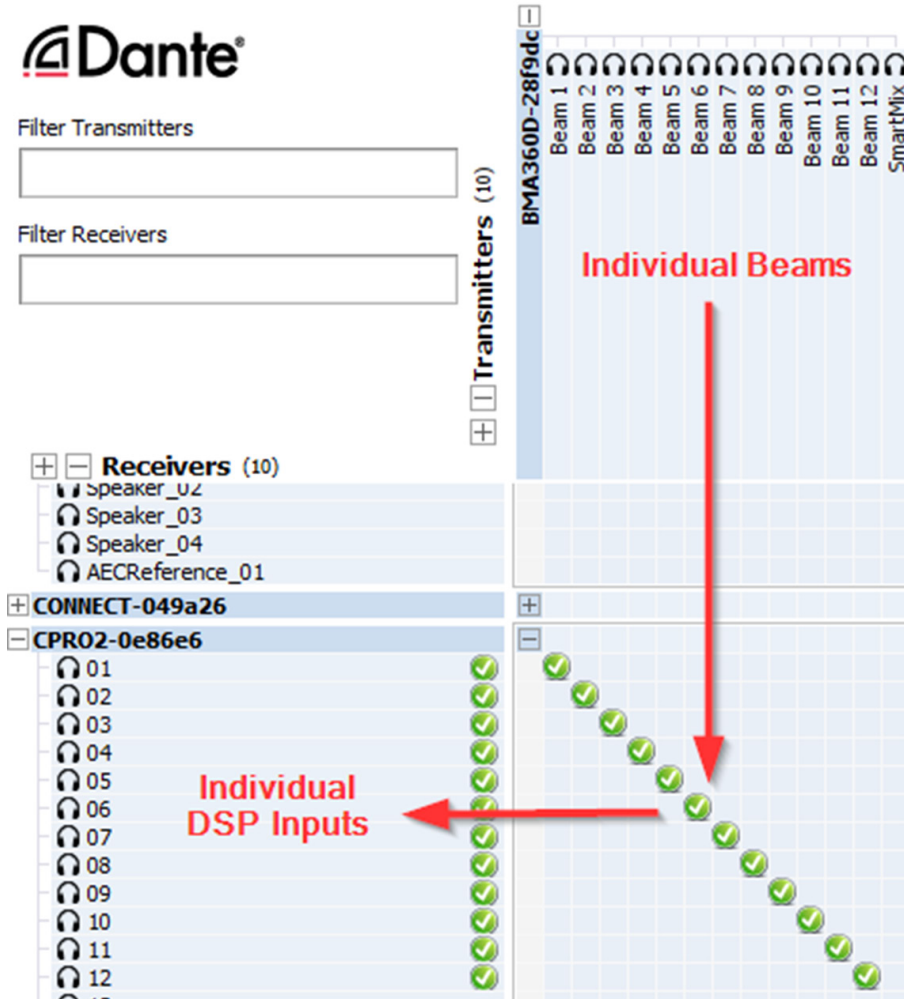 Dante®
Filter Transmitters
Filter Receivers
Transmitters (10)
BMA360D-28f9dc
Beam 1
Beam 2
Beam 3
Beam 4
Beam 5
Beam 6
Beam 7
Beam 8
Beam 9
Beam 10
Beam 11
Beam 12
SmartMix
Individual Beams
Receivers (10)
Speaker_02
Speaker_03
Speaker_04
AECReference_01
CONNECT-049a26
CPRO2-0e86e6
01
02
03
04
05
06
07
08
09
10
11
12
Individual
DSP Inputs